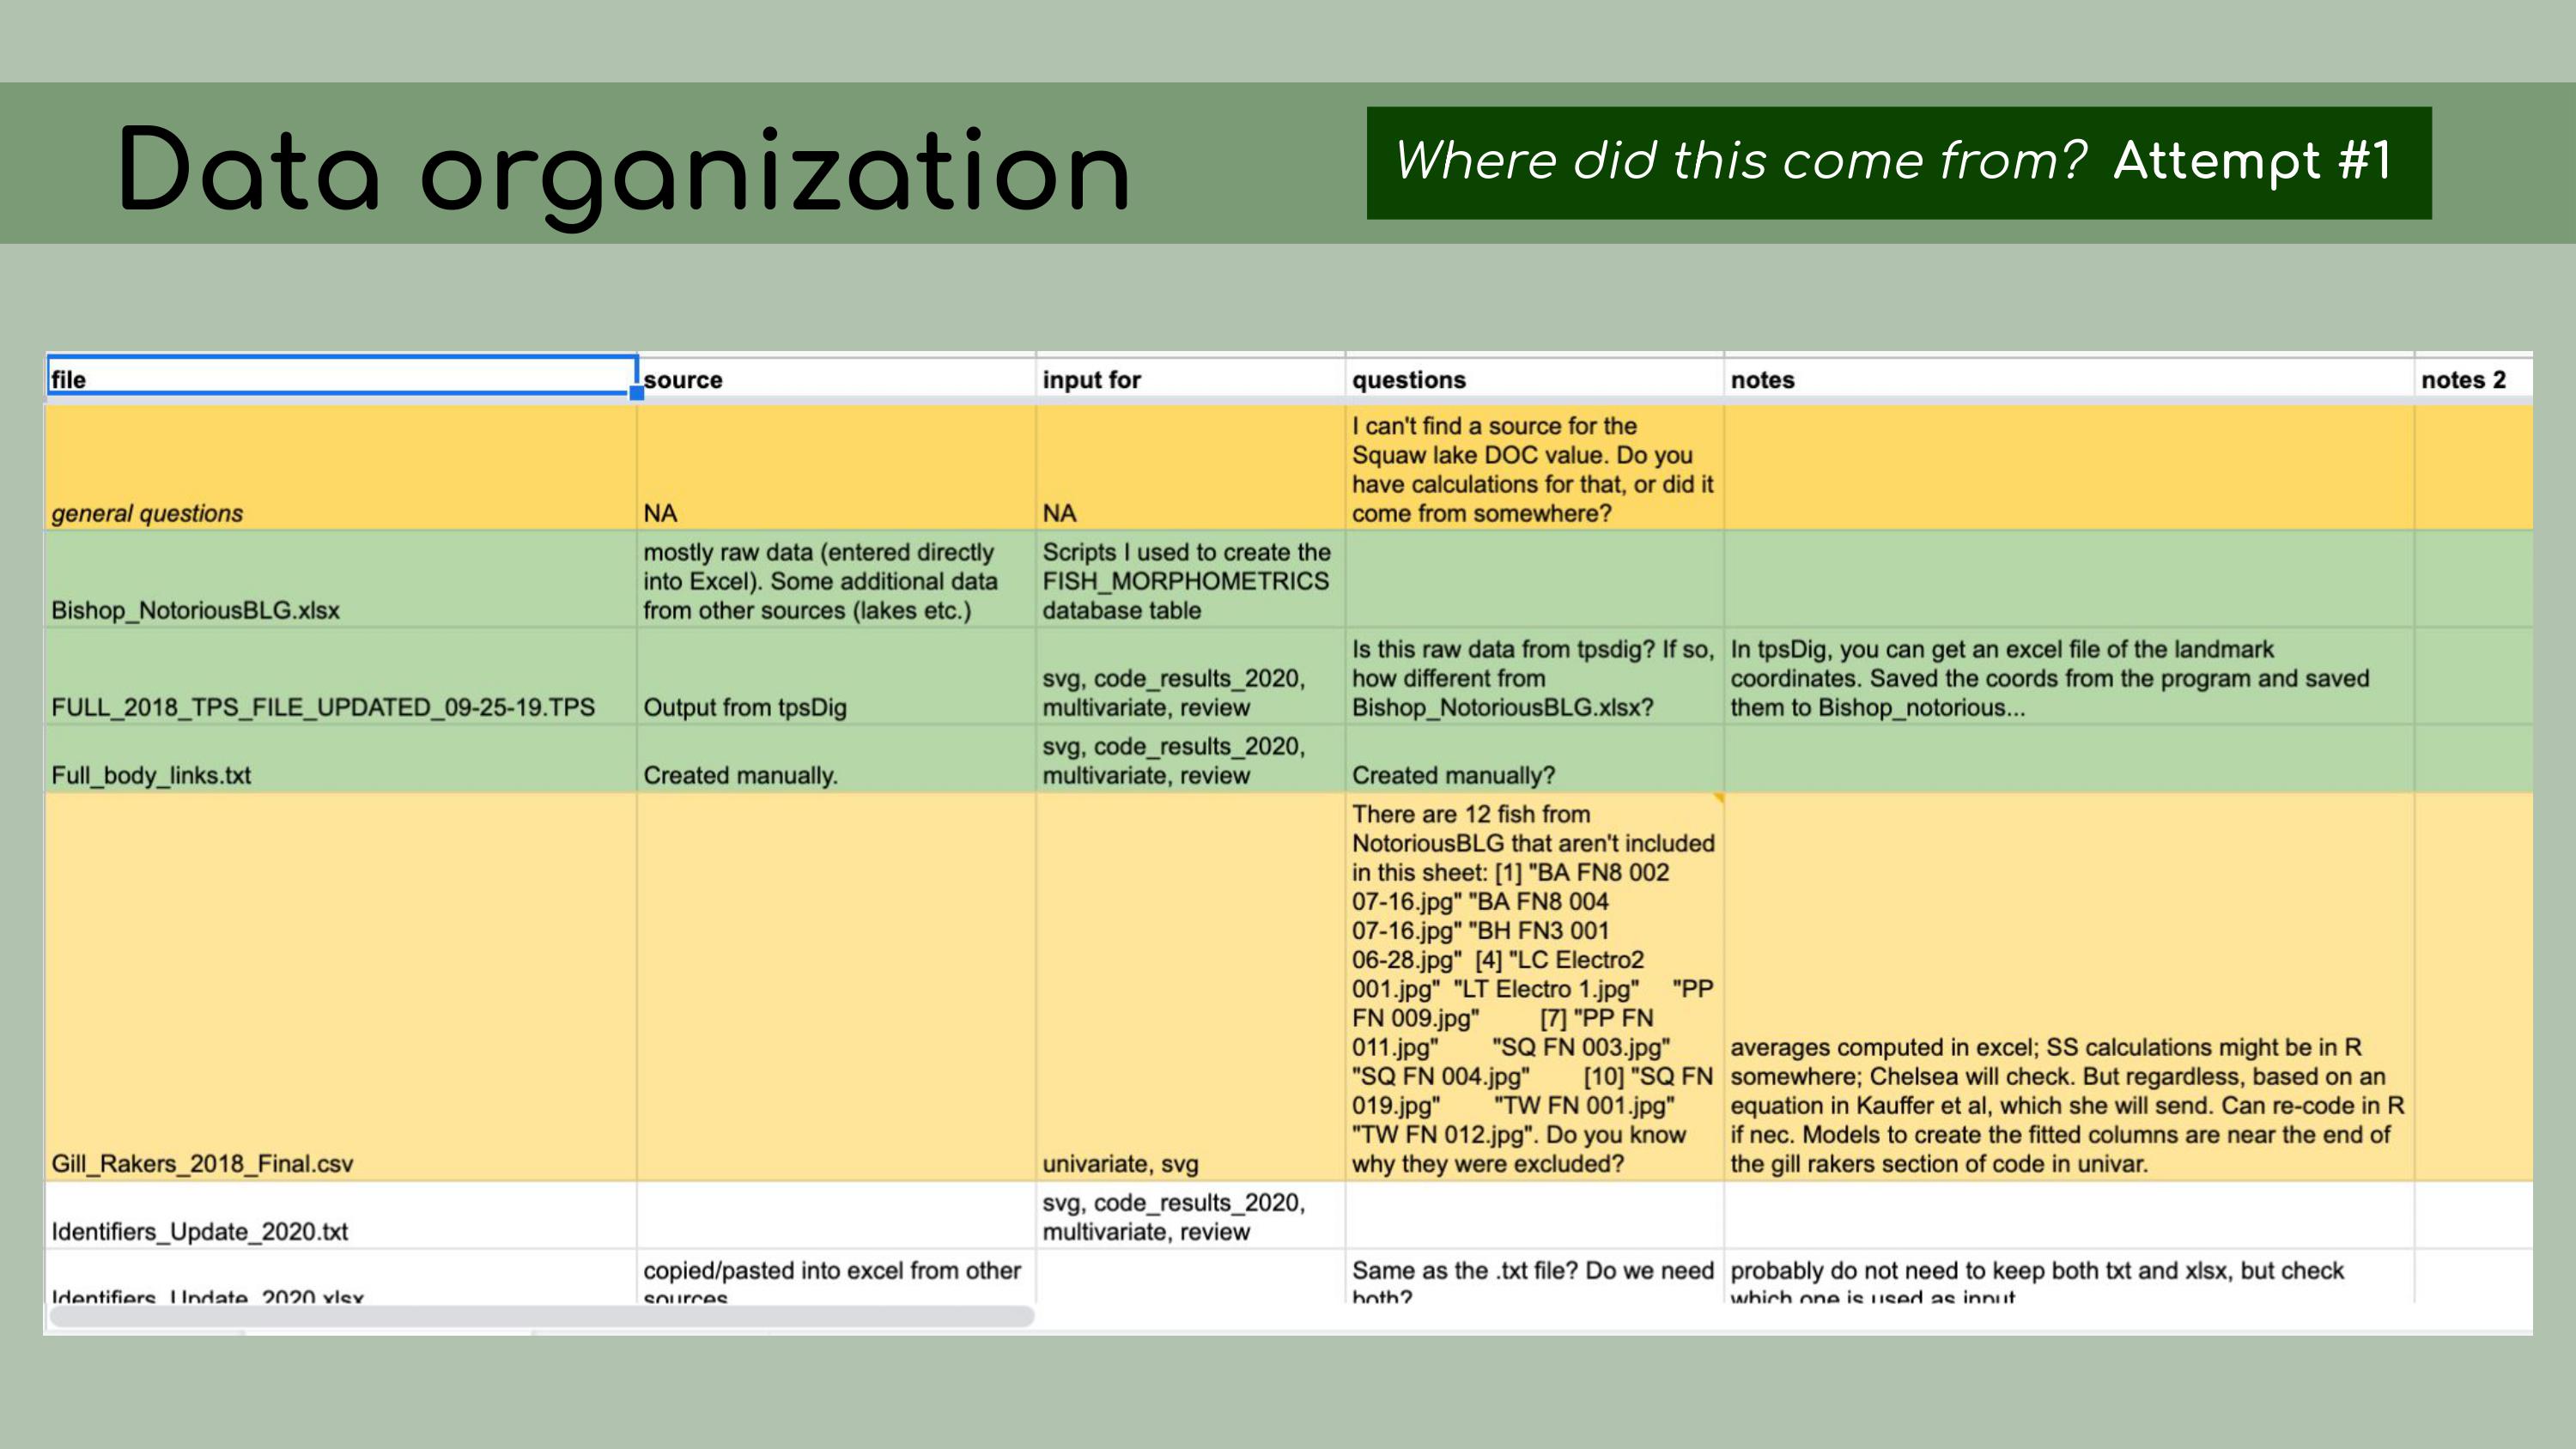 Data organization
Where did this come from? Attempt #1
file
source
input for
questions
notes
notes 2
general questions
NA
NA
I can't find a source for the
Squaw lake DOC value. Do you
have calculations for that, or did it
come from somewhere?
Bishop_NotoriousBLG.xlsx
mostly raw data (entered directly
into Excel). Some additional data
from other sources (lakes etc.)
Scripts I used to create the
FISH_MORPHOMETRICS
database table
FULL_2018_TPS_FILE_UPDATED_09-25-19.TPS
Output from tpsDig
svg, code_results_2020,
multivariate, review
Is this raw data from tpsdig? If so,
how different from
Bishop_NotoriousBLG.xlsx?
In tpsDig, you can get an excel file of the landmark
coordinates. Saved the coords from the program and saved
them to Bishop_notorious...
Full_body_links.txt
Created manually.
svg, code_results_2020,
multivariate, review
Created manually?
Gill_Rakers_2018_Final.csv
univariate, svg
There are 12 fish from
NotoriousBLG that aren't included
in this sheet: [1] "BA FN8 002
07-16.jpg" "BA FN8 004
07-16.jpg" "BH FN3 001
06-28.jpg" [4] "LC Electro2
001.jpg" "LT Electro 1.jpg" "PP
FN 009.jpg" [7] "PP FN
011.jpg" "SQ FN 003.jpg"
"SQ FN 004.jpg" [10] "SQ FN
019.jpg" "TW FN 001.jpg"
"TW FN 012.jpg". Do you know
why they were excluded?
averages computed in excel; SS calculations might be in R
somewhere; Chelsea will check. But regardless, based on an
equation in Kauffer et al, which she will send. Can re-code in R
if nec. Models to create the fitted columns are near the end of
the gill rakers section of code in univar.
Identifiers_Update_2020.txt
svg, code_results_2020,
multivariate, review
Identifiers_Update_2020.xlsx
copied/pasted into excel from other
sources
Same as the .txt file? Do we need
both?
probably do not need to keep both txt and xlsx, but check
which one is used as input